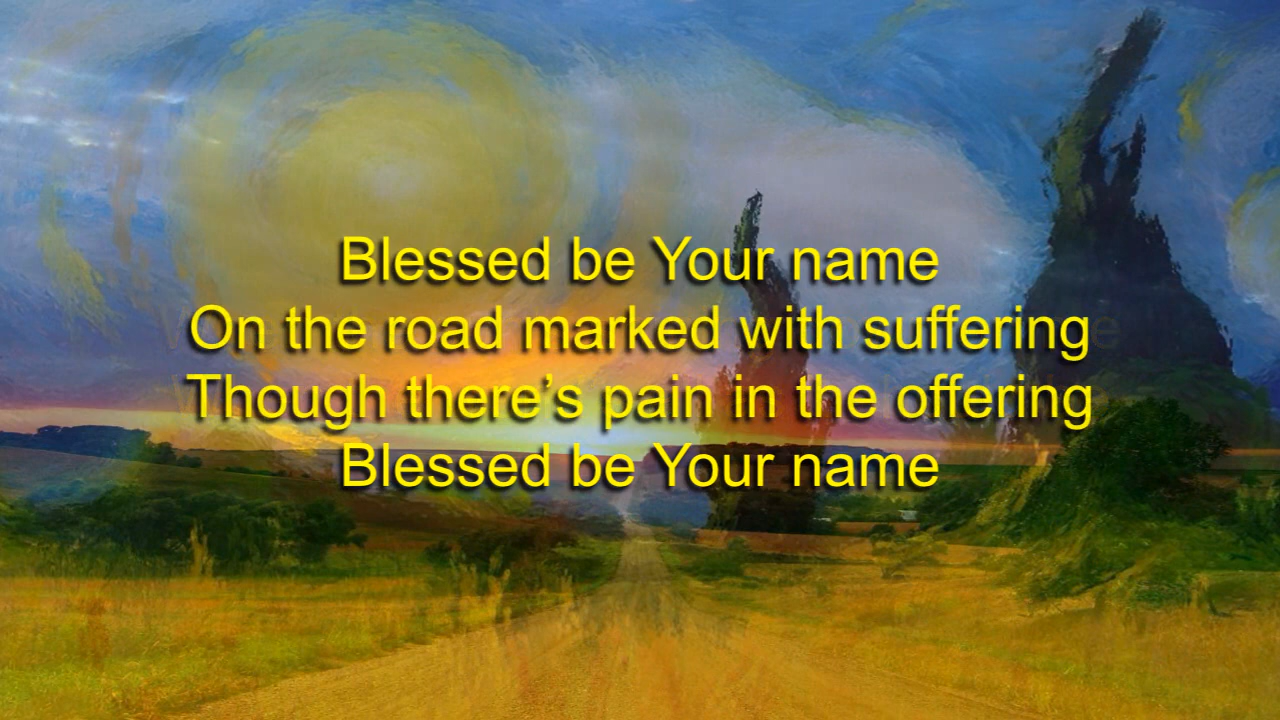 Blessed be Your name
On the road marked with suffering
Though there’s pain in the offering
Blessed be Your name